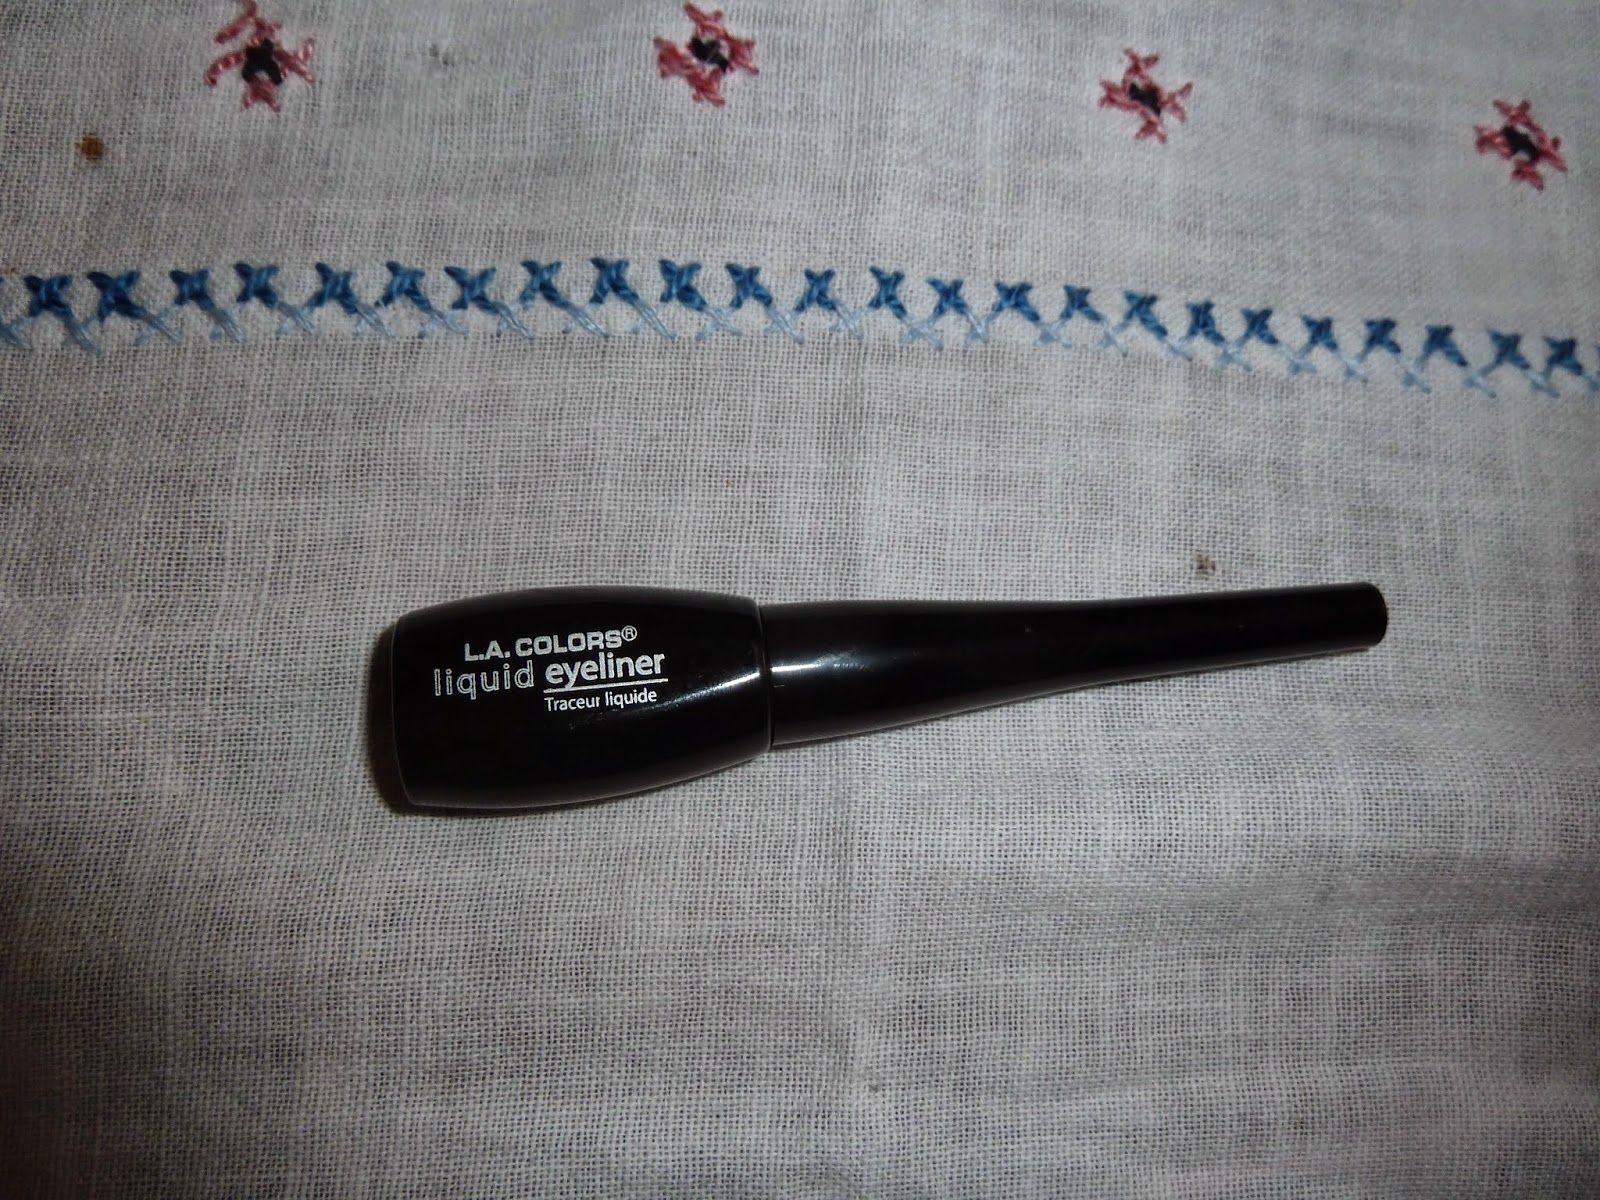 L.A. COLORS®
liquid eyeliner
Traceur liquide